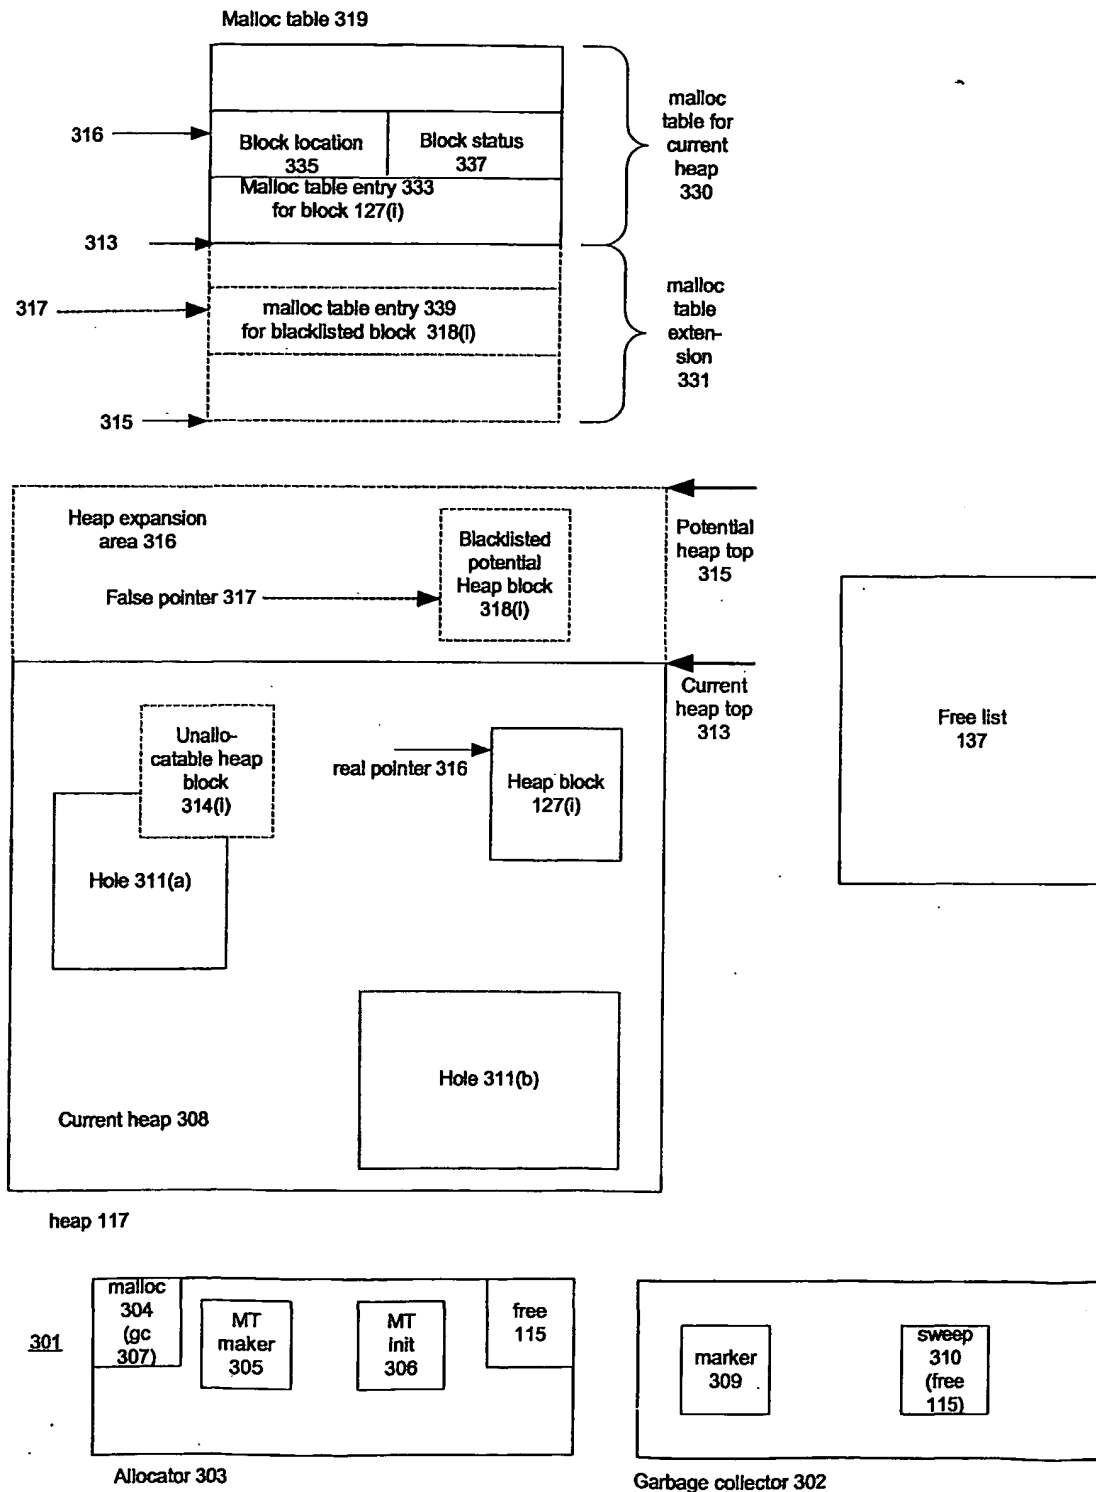 Malloc table 319
316
Block location
335
Block status
337
Malloc table entry 333
for block 127(i)
malloc
table for
current
heap
330
313
317
malloc table entry 339
for blacklisted block 318(i)
malloc
table
exten-
sion
331
315
Heap expansion
area 316
Blacklisted
potential
Heap block
318(i)
False pointer 317
Potential
heap top
315
Current
heap top
313
Unallo-
catable heap
block
314(i)
real pointer 316
Heap block
127(i)
Free list
137
Hole 311(a)
Hole 311(b)
Current heap 308
heap 117
301
malloc
304
(gc
307)
MT
maker
305
MT
init
306
free
115
Allocator 303
marker
309
sweep
310
(free
115)
Garbage collector 302